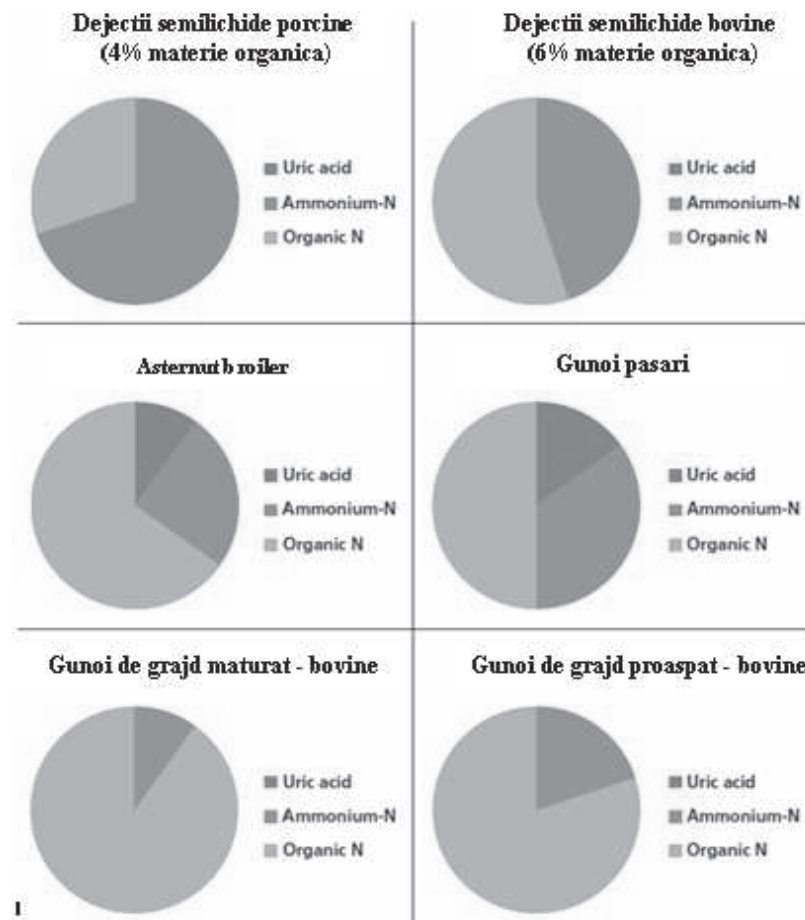 Dejectii semilichide porcine
(4% materie organica)
Uric acid
Ammonium-N
Organic N
Dejectii semilichide bovine
(6% materie organica)
Uric acid
Ammonium-N
Organic N
Asternut broiler
Uric acid
Ammonium-N
Organic N
Gunoi pasari
Uric acid
Ammonium-N
Organic N
Gunoi de grajd maturat - bovine
Uric acid
Ammonium-N
Organic N
Gunoi de grajd proaspat - bovine
Uric acid
Ammonium-N
Organic N